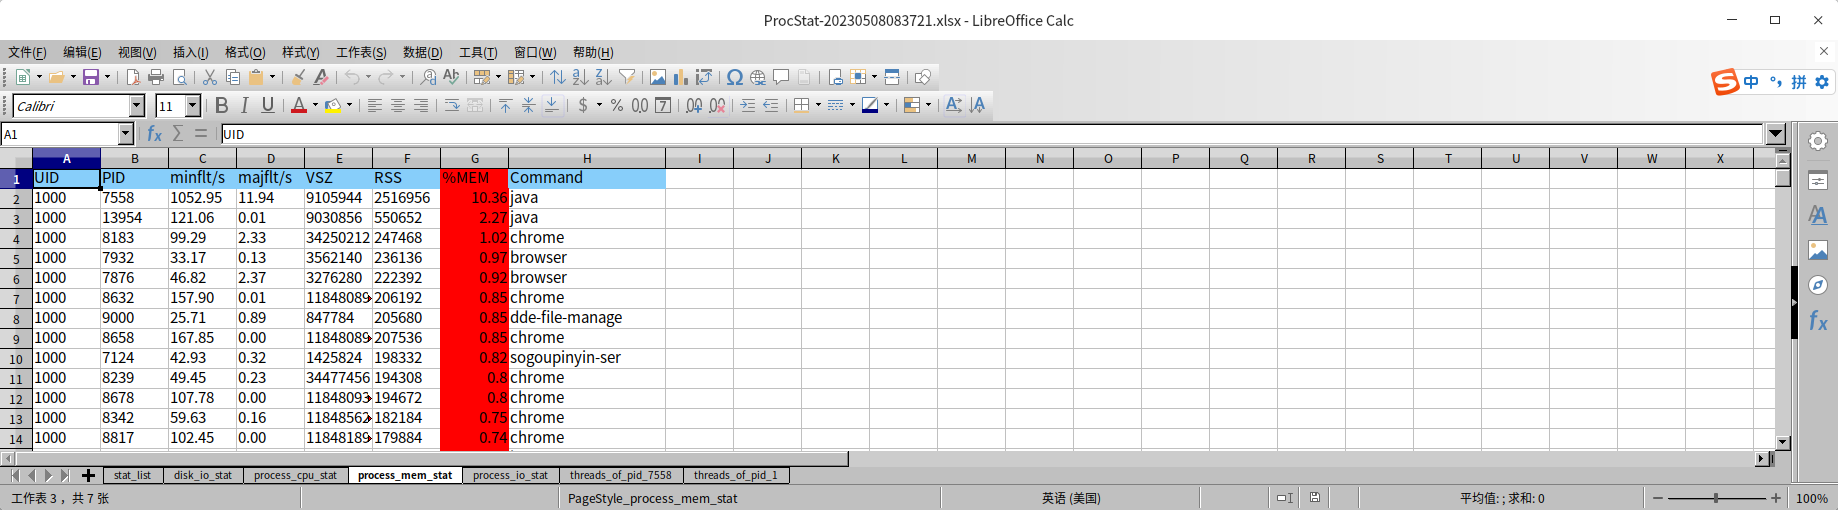 ProcStat-20230508083721.xlsx - LibreOffice Calc
文件(F) 编辑(E) 视图(V) 插入(I) 格式(O) 样式(Y) 工作表(S) 数据(D) 工具(T) 窗口(W) 帮助(H)
中 拼
Calibri 11
A1 UID
A B C D E F G H I J K L M N O P Q R S T U V W X
1 UID PID minflt/s majflt/s VSZ RSS %MEM Command
2 1000 7558 1052.95 11.94 9105944 2516956 10.36 java
3 1000 13954 121.06 0.01 9030856 550652 2.27 java
4 1000 8183 99.29 2.33 34250212 247468 1.02 chrome
5 1000 7932 33.17 0.13 3562140 236136 0.97 browser
6 1000 7876 46.82 2.37 3276280 222392 0.92 browser
7 1000 8632 157.90 0.01 11848089 206192 0.85 chrome
8 1000 9000 25.71 0.89 847784 205680 0.85 dde-file-manage
9 1000 8658 167.85 0.00 11848089 207536 0.85 chrome
10 1000 7124 42.93 0.32 1425824 198332 0.82 sogoupinyin-ser
11 1000 8239 49.45 0.23 34477456 194308 0.8 chrome
12 1000 8678 107.78 0.00 11848093 194672 0.8 chrome
13 1000 8342 59.63 0.16 11848562 182184 0.75 chrome
14 1000 8817 102.45 0.00 11848189 179884 0.74 chrome
stat_list disk_io_stat process_cpu_stat process_mem_stat process_io_stat threads_of_pid_7558 threads_of_pid_1
工作表 3 ，共 7 张 PageStyle_process_mem_stat 英语 (美国) 平均值: ; 求和: 0 100%